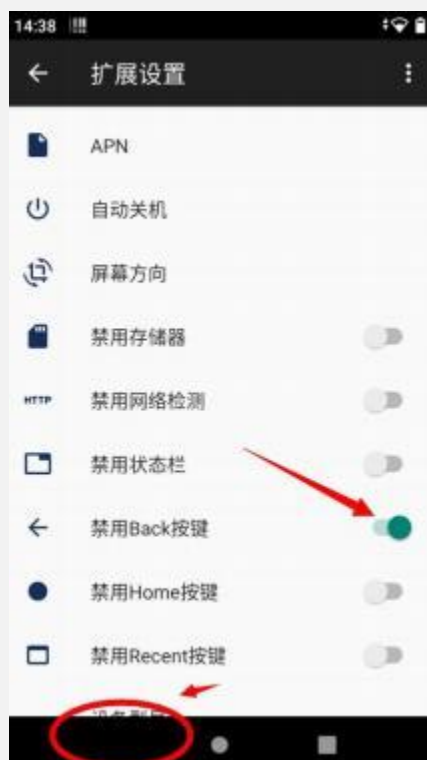 14:38
扩展设置
APN
自动关机
屏幕方向
禁用存储器
HTTP 禁用网络检测
禁用状态栏
禁用Back按键
禁用Home按键
禁用Recent按键